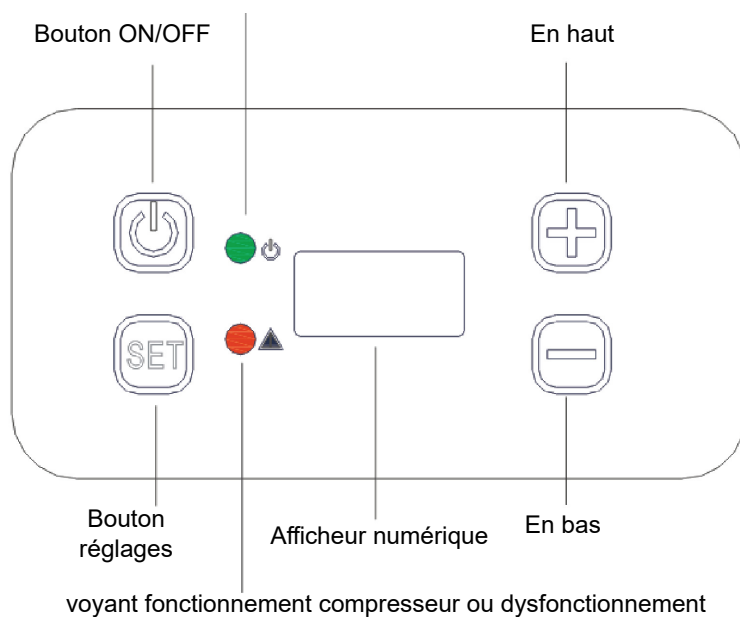 Bouton ON/OFF
En haut
SET
Bouton
réglages
Afficheur numérique
En bas
voyant fonctionnement compresseur ou dysfonctionnement